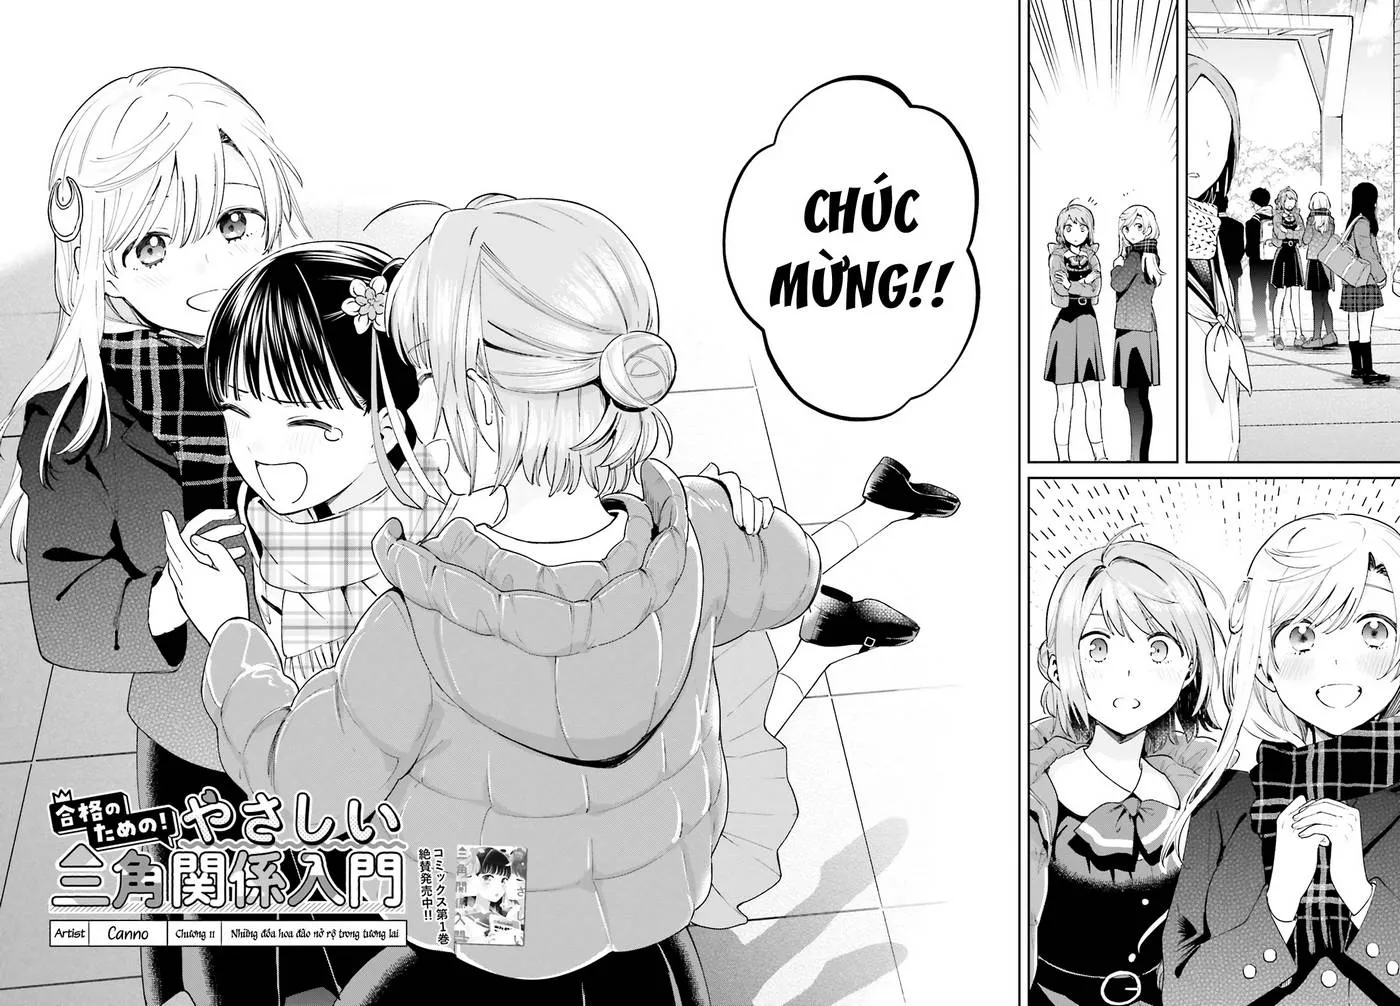 CHÚC
MỪNG!!
合格の
ための!
やさしい
三角関係入門
コミックス第1巻
絶賛発売中!!
Artist
Canno
Chương 11
Những đóa hoa đào nở rộ trong tương lai